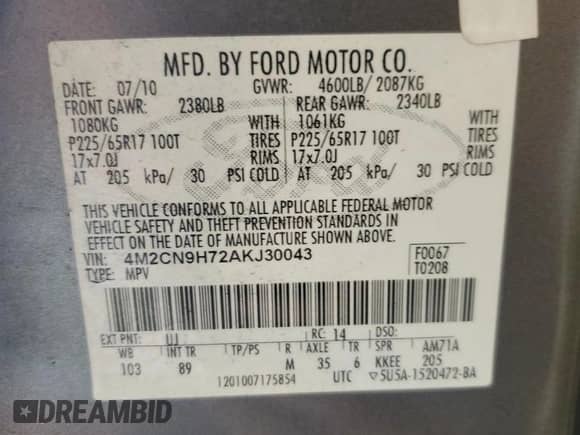 MFD. BY FORD MOTOR CO.
DATE: 07/10 GVWR: 4600LB/ 2087KG
FRONT GAWR: 2380LB REAR GAWR: 2340LB
1080KG WITH 1061KG WITH
P225/65R17 100T TIRES P225/65R17 100T TIRES
17x7.0J RIMS 17x7.0J RIMS
AT 205 kPa/ 30 PSI COLD AT 205 kPa/ 30 PSI COLD
THIS VEHICLE CONFORMS TO ALL APPLICABLE FEDERAL MOTOR
VEHICLE SAFETY AND THEFT PREVENTION STANDARDS IN
EFFECT ON THE DATE OF MANUFACTURE SHOWN ABOVE.
VIN: 4M2CN9H72AKJ30043 F0067
TYPE: MPV T0208
EXT PNT: UJ RC: 14 DSO:
WB INT TR TP/PS R AXLE TR SPR AM71A
103 89 M 35 6 KKEE 205
1201007175854 UTC ▽5U5A-1520472-BA
Ford
DREAMBID